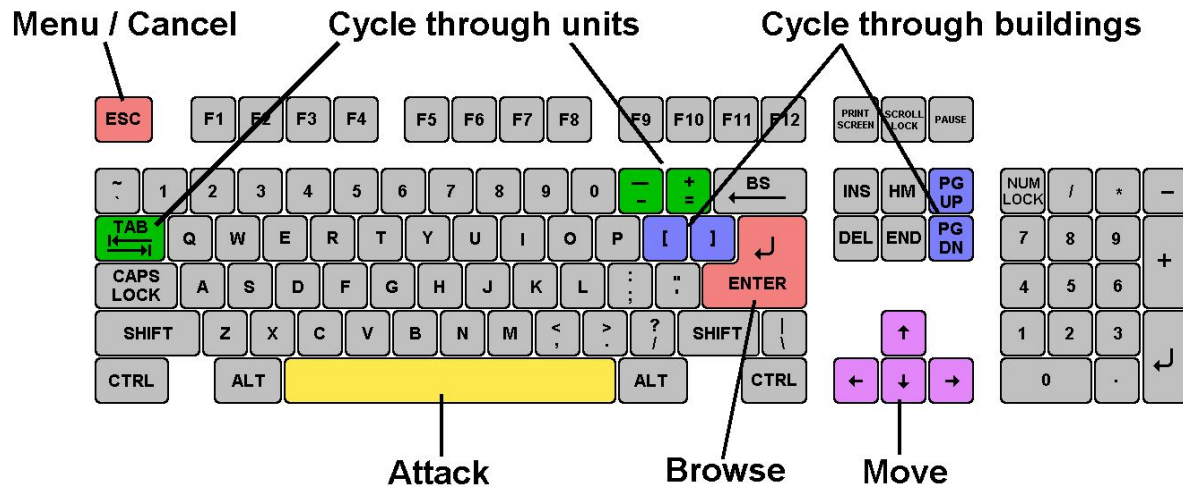 Menu / Cancel Cycle through units Cycle through buildings
ESC F1 F2 F3 F4 F5 F6 F7 F8 F9 F10 F11 F12 PRINT SCREEN SCROLL LOCK PAUSE
~ ` 1 2 3 4 5 6 7 8 9 0 — - + = BS INS HM PG UP NUM LOCK / * –
TAB Q W E R T Y U I O P [ ] ENTER DEL END PG DN 7 8 9 +
CAPS LOCK A S D F G H J K L : ; " ' 4 5 6
SHIFT Z X C V B N M < , > . ? / SHIFT | \ ↑ 1 2 3
CTRL ALT ALT CTRL ← ↓ → 0 .
Attack Browse Move